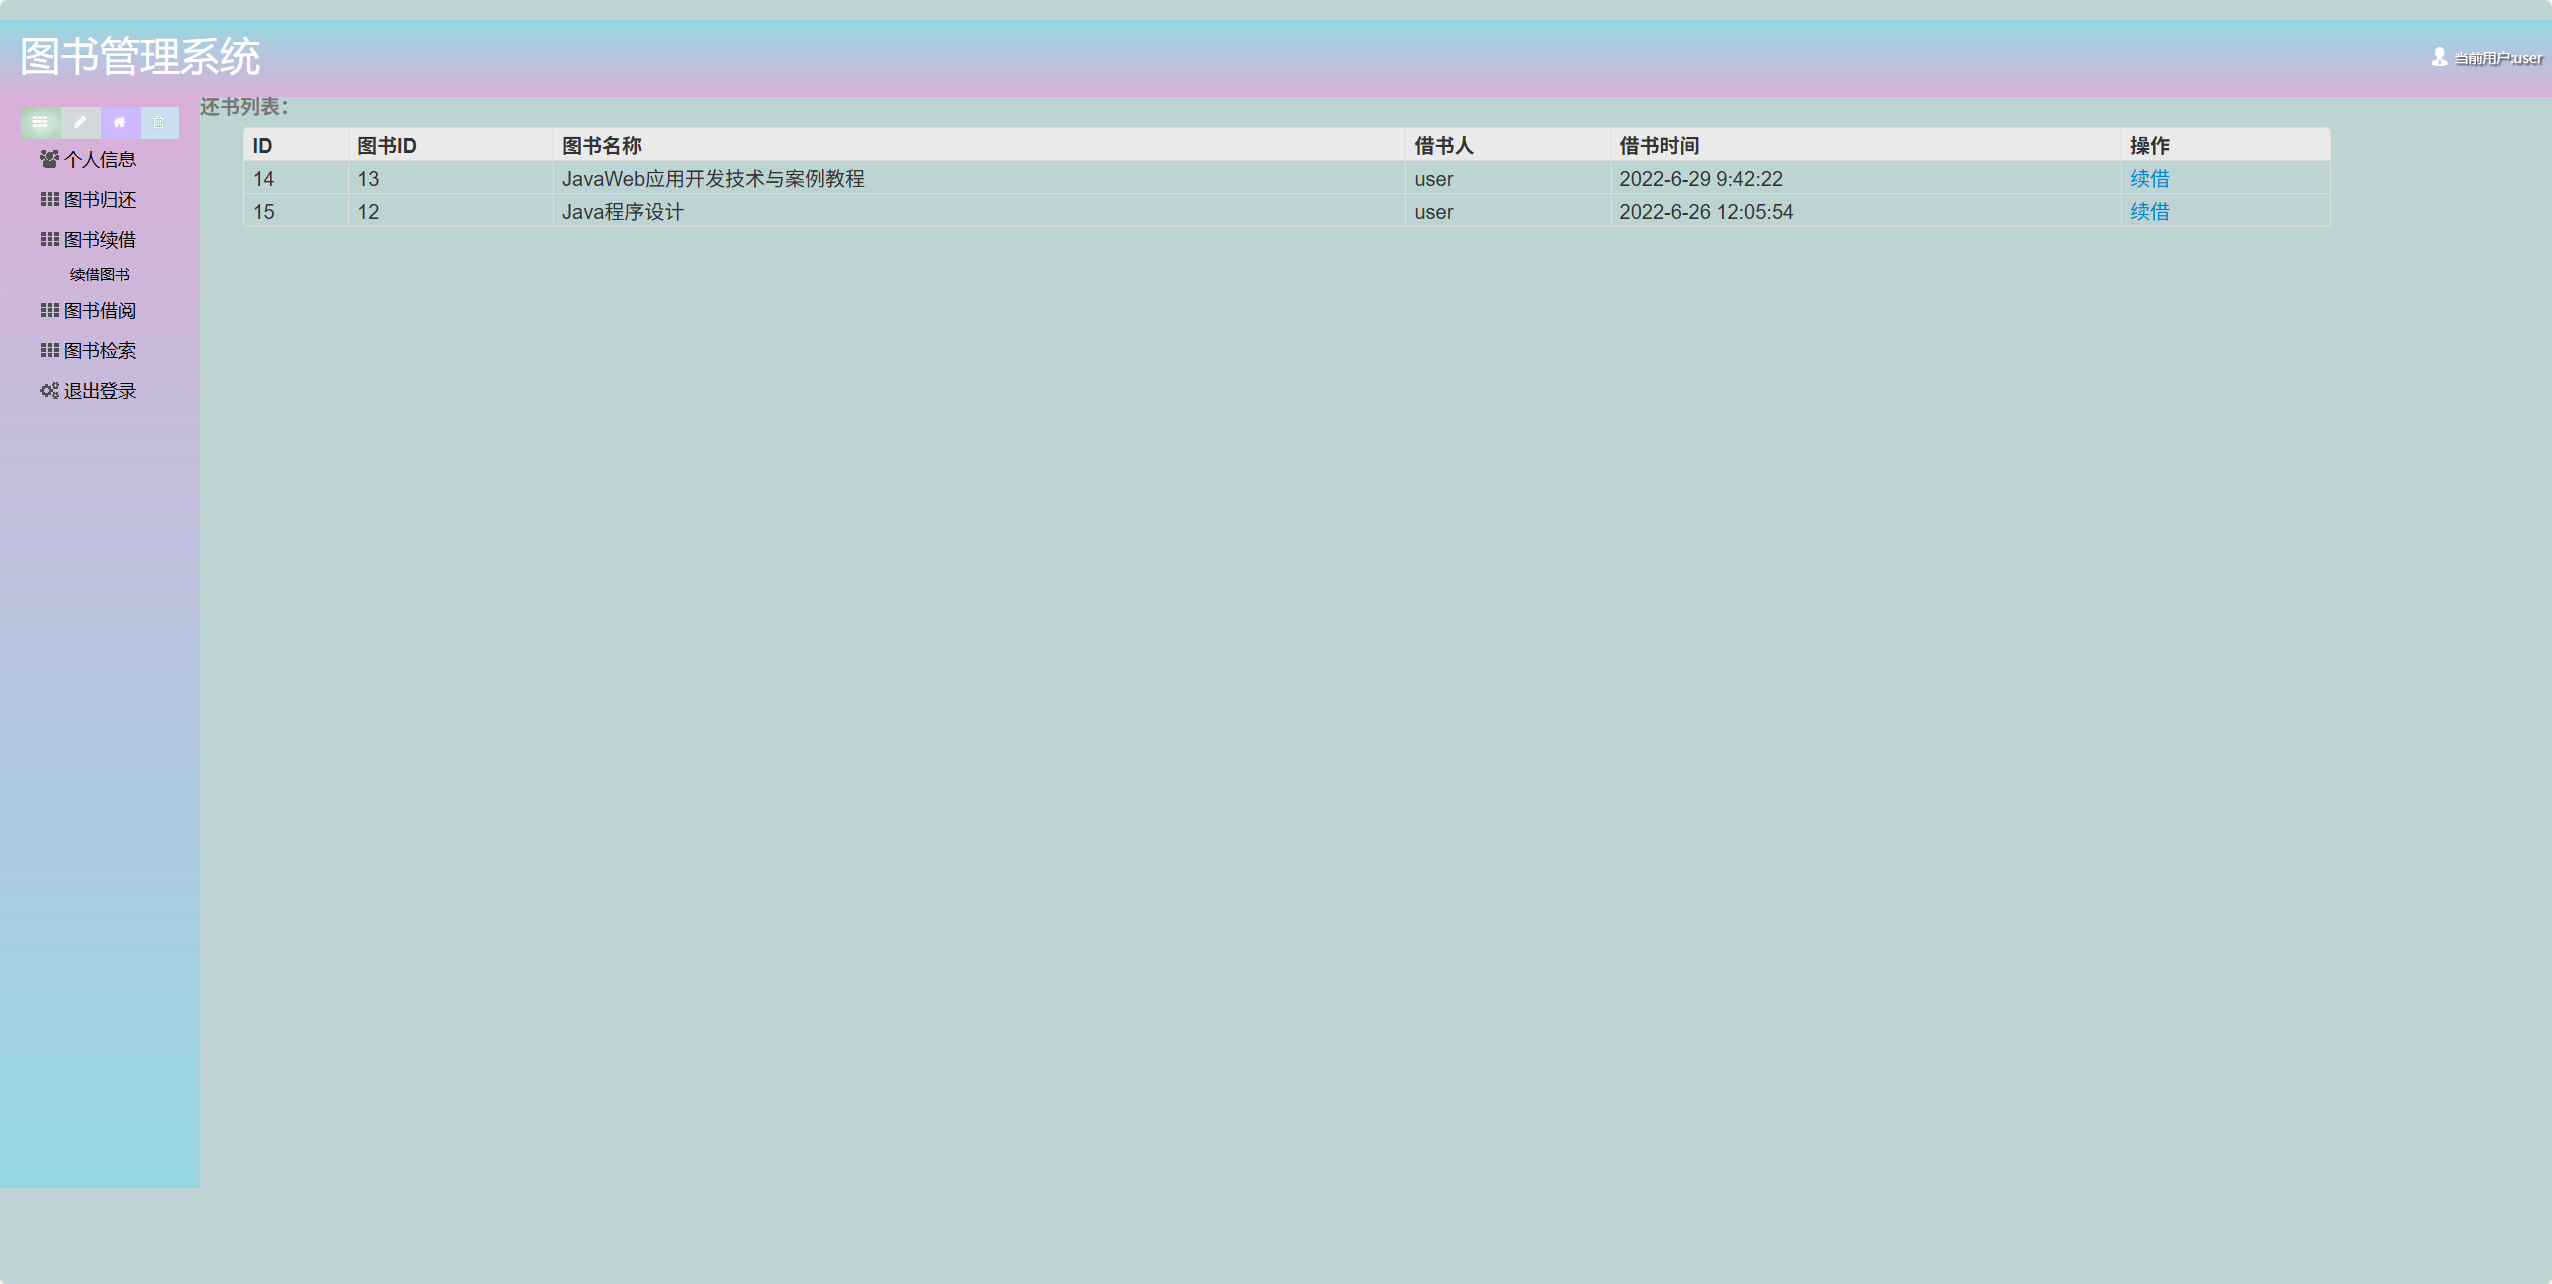 图书管理系统
当前用户:user
还书列表：
ID 图书ID 图书名称 借书人 借书时间 操作
14 13 JavaWeb应用开发技术与案例教程 user 2022-6-29 9:42:22 续借
15 12 Java程序设计 user 2022-6-26 12:05:54 续借
个人信息
图书归还
图书续借
续借图书
图书借阅
图书检索
退出登录